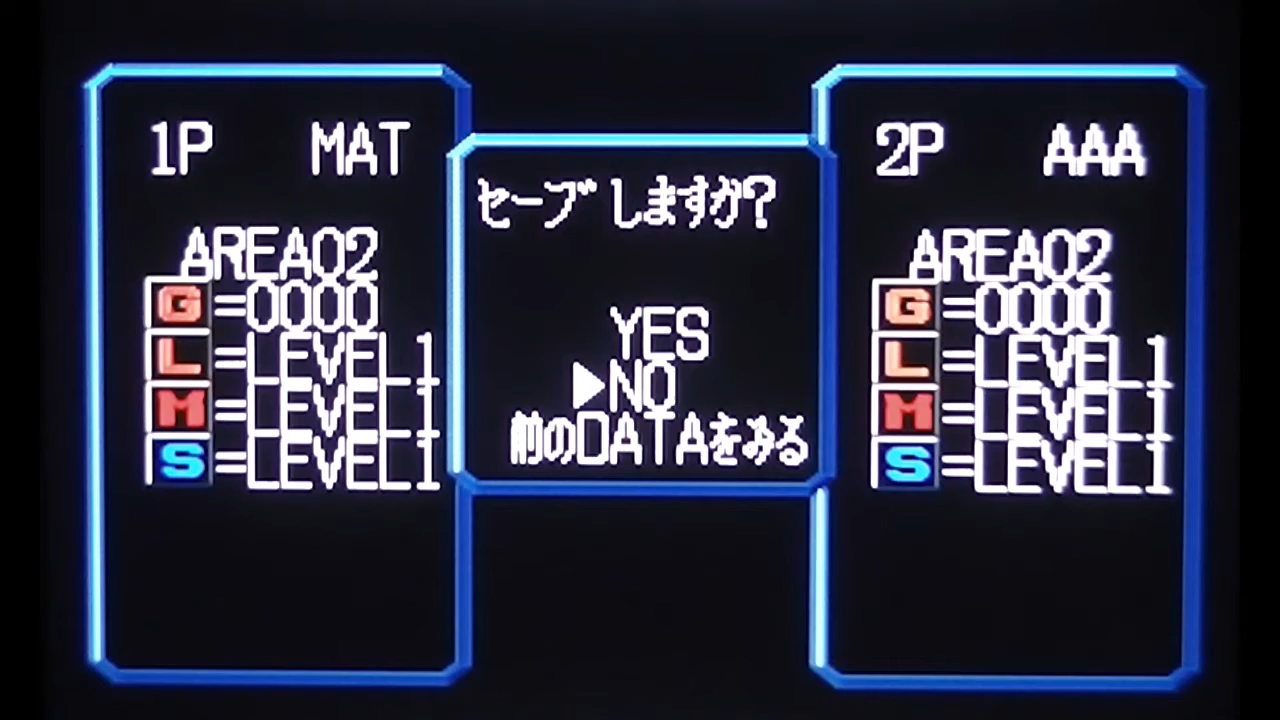 1P MAT
AREA02
G=0000
L=LEVEL1
M=LEVEL1
S=LEVEL1
セーブしますか?
YES
▶NO
前のDATAをみる
2P AAA
AREA02
G=0000
L=LEVEL1
M=LEVEL1
S=LEVEL1